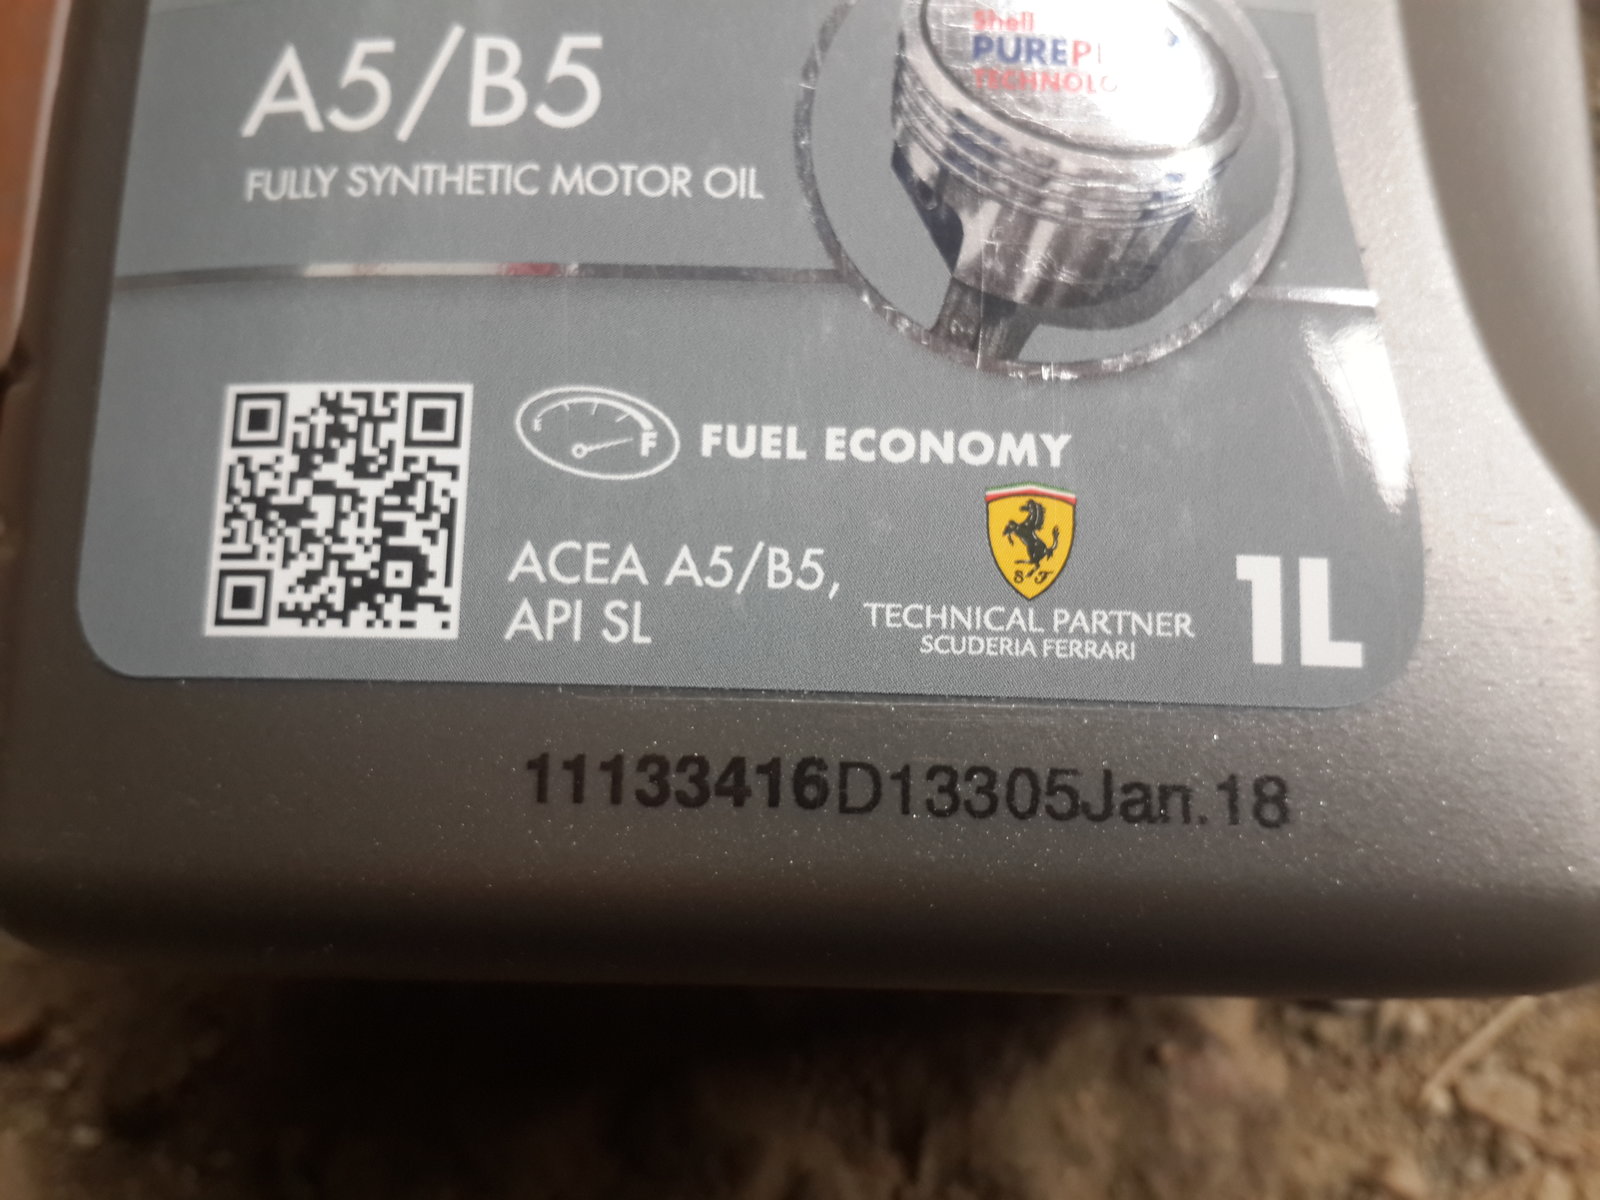 A5/B5
FULLY SYNTHETIC MOTOR OIL
Shell
PUREPL
TECHNOLO
F
FUEL ECONOMY
ACEA A5/B5,
API SL
S F
TECHNICAL PARTNER
SCUDERIA FERRARI
1L
11133416D13305Jan.18